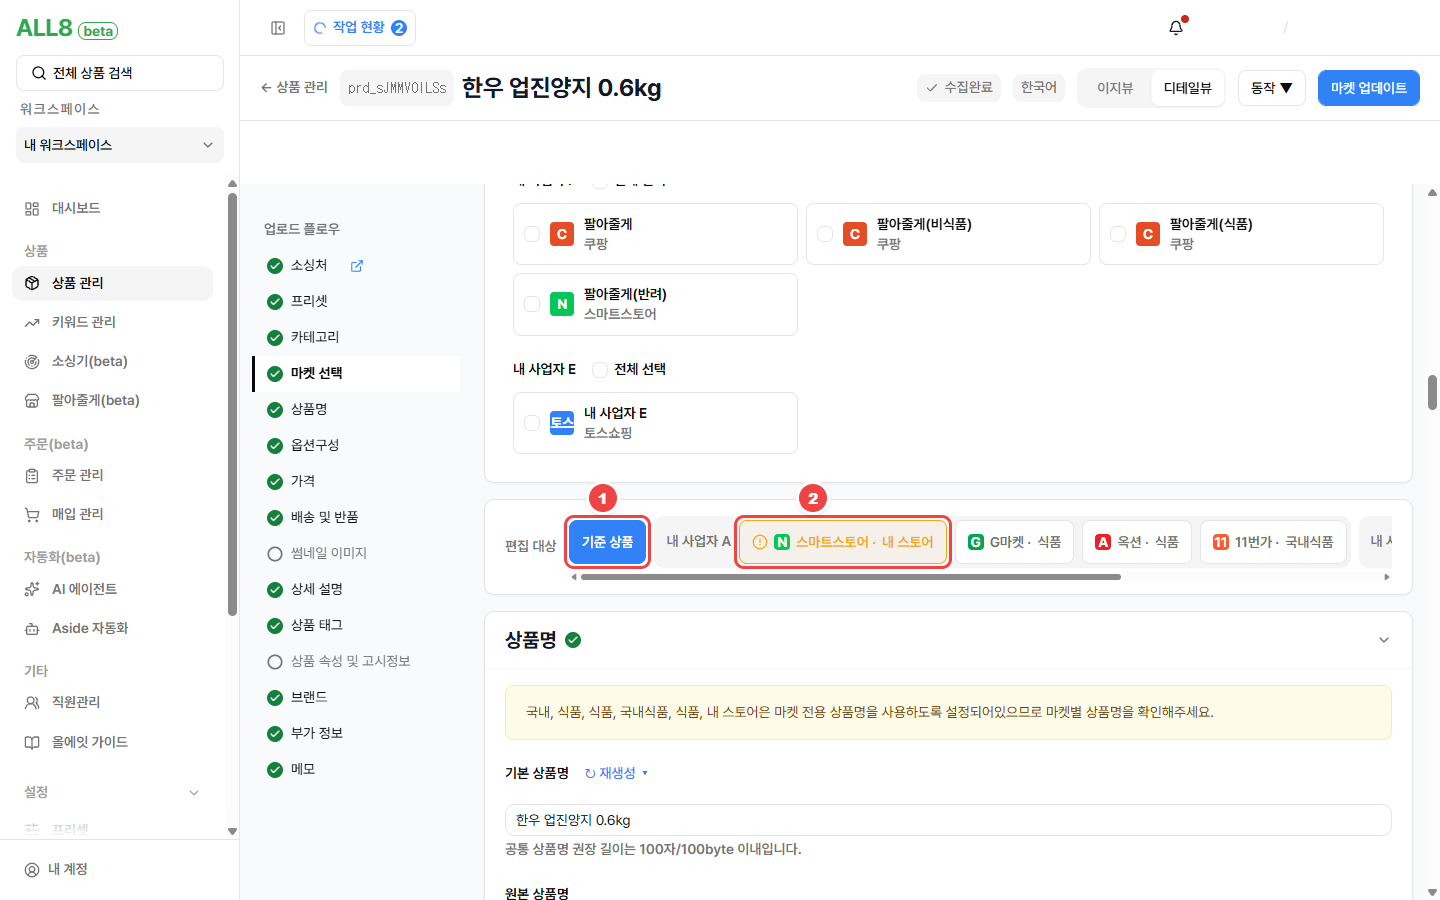 ALL8 beta
전체 상품 검색
워크스페이스
내 워크스페이스
대시보드
상품
상품 관리
키워드 관리
소싱기(beta)
팔아줄게(beta)
주문(beta)
주문 관리
매입 관리
자동화(beta)
AI 에이전트
Aside 자동화
기타
직원관리
올에잇 가이드
설정
프리셋
내 계정
작업 현황 2
/
상품 관리
prd_sJMMVOILSs
한우 업진양지 0.6kg
수집완료
한국어
이지뷰
디테일뷰
동작 ▼
마켓 업데이트
업로드 플로우
소싱처
프리셋
카테고리
마켓 선택
상품명
옵션구성
가격
배송 및 반품
썸네일 이미지
상세 설명
상품 태그
상품 속성 및 고시정보
브랜드
부가 정보
메모
C 팔아줄게
쿠팡
C 팔아줄게(비식품)
쿠팡
C 팔아줄게(식품)
쿠팡
N 팔아줄게(반려)
스마트스토어
내 사업자 E
전체 선택
토스 내 사업자 E
토스쇼핑
1
2
편집 대상
기준 상품
내 사업자 A
N 스마트스토어 · 내 스토어
G G마켓 · 식품
A 옥션 · 식품
11 11번가 · 국내식품
상품명
국내, 식품, 식품, 국내식품, 식품, 내 스토어은 마켓 전용 상품명을 사용하도록 설정되어있으므로 마켓별 상품명을 확인해주세요.
기본 상품명
↻ 재생성 ▾
한우 업진양지 0.6kg
공통 상품명 권장 길이는 100자/100byte 이내입니다.
원본 상품명